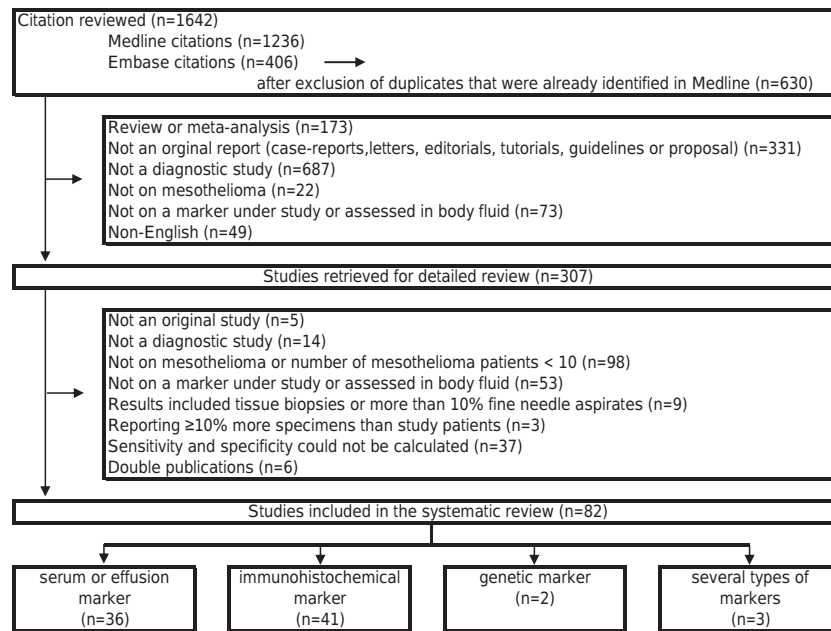 Citation reviewed (n=1642)
Medline citations (n=1236)
Embase citations (n=406)
after exclusion of duplicates that were already identified in Medline (n=630)
Review or meta-analysis (n=173)
Not an orginal report (case-reports,letters, editorials, tutorials, guidelines or proposal) (n=331)
Not a diagnostic study (n=687)
Not on mesothelioma (n=22)
Not on a marker under study or assessed in body fluid (n=73)
Non-English (n=49)
Studies retrieved for detailed review (n=307)
Not an original study (n=5)
Not a diagnostic study (n=14)
Not on mesothelioma or number of mesothelioma patients < 10 (n=98)
Not on a marker under study or assessed in body fluid (n=53)
Results included tissue biopsies or more than 10% fine needle aspirates (n=9)
Reporting ≥10% more specimens than study patients (n=3)
Sensitivity and specificity could not be calculated (n=37)
Double publications (n=6)
Studies included in the systematic review (n=82)
serum or effusion
marker
(n=36)
immunohistochemical
marker
(n=41)
genetic marker
(n=2)
several types of
markers
(n=3)